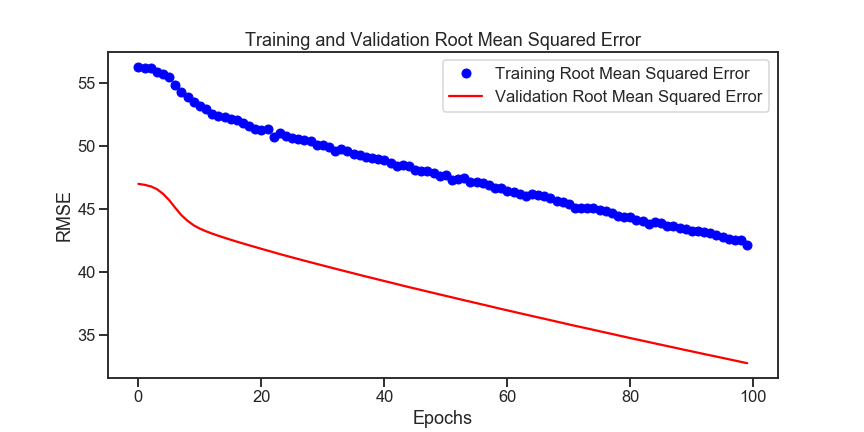 Training and Validation Root Mean Squared Error
Training Root Mean Squared Error
Validation Root Mean Squared Error
RMSE
55
50
45
40
35
0 20 40 60 80 100
Epochs